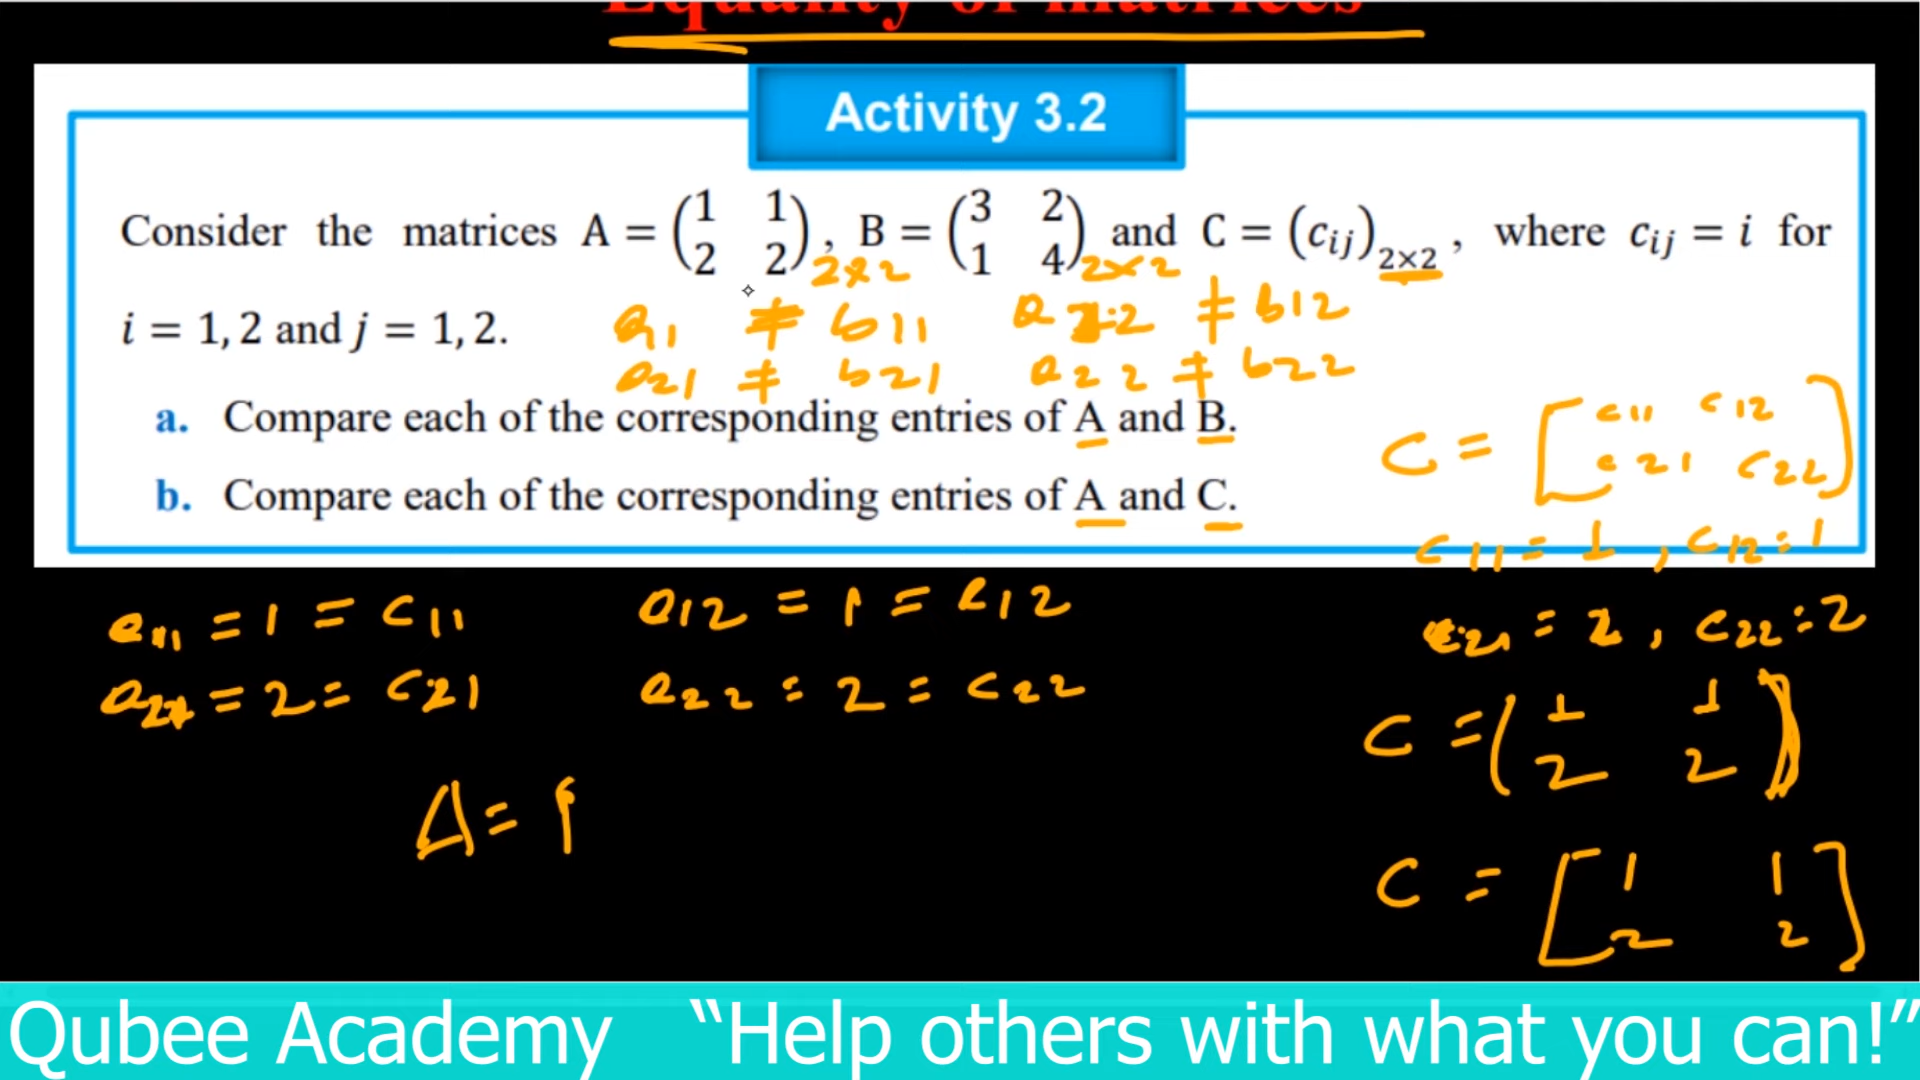 Equality of matrices
Activity 3.2
Consider the matrices A = (1 1 2 2), B = (3 2 1 4) and C = (cij)2×2 , where cij = i for
2×2 2×2
i = 1, 2 and j = 1, 2.
a1 ≠ b11 a12 ≠ b12
a21 ≠ b21 a22 ≠ b22
a. Compare each of the corresponding entries of A and B.
b. Compare each of the corresponding entries of A and C.
C = [c11 c12
c21 c22]
c11 = 1 , c12 = 1
c21 = 2 , c22 = 2
a11 = 1 = c11 a12 = 1 = c12
a21 = 2 = c21 a22 = 2 = c22
C = (1 1
2 2)
A =
C = [1 1
2 2]
Qubee Academy “Help others with what you can!”